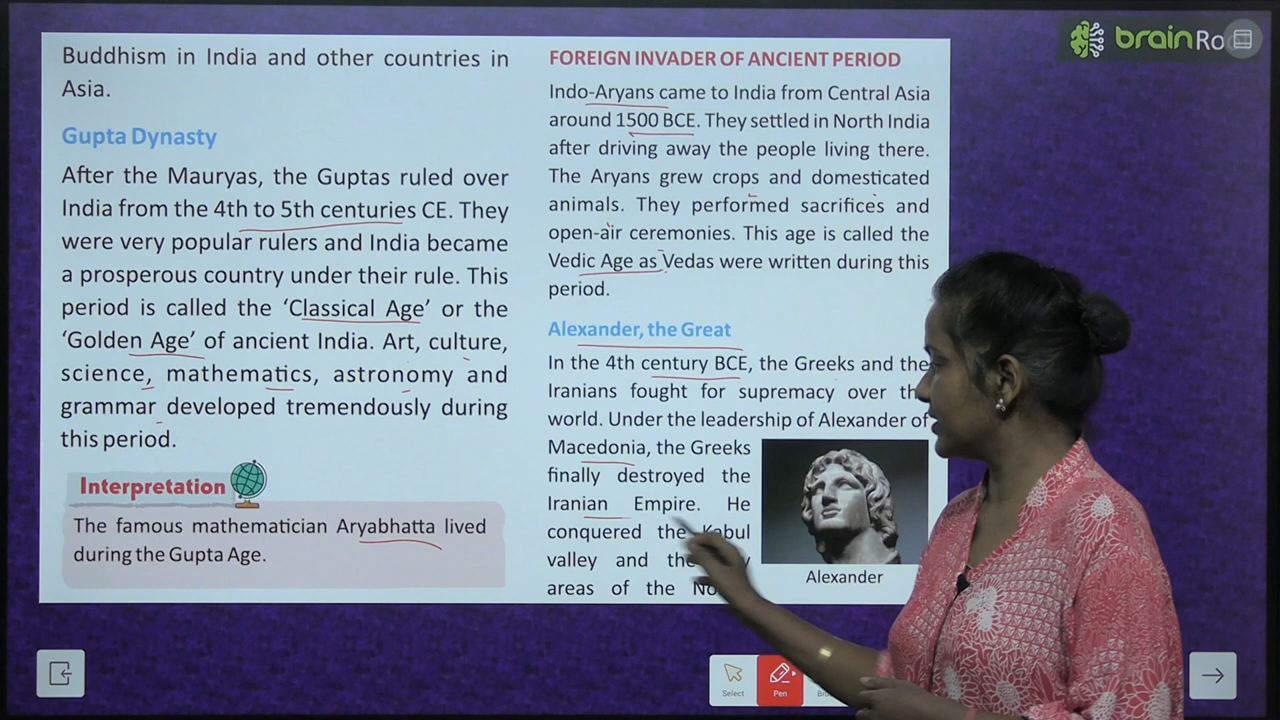 Buddhism in India and other countries in
Asia.
Gupta Dynasty
After the Mauryas, the Guptas ruled over
India from the 4th to 5th centuries CE. They
were very popular rulers and India became
a prosperous country under their rule. This
period is called the ‘Classical Age’ or the
‘Golden Age’ of ancient India. Art, culture,
science, mathematics, astronomy and
grammar developed tremendously during
this period.
Interpretation
The famous mathematician Aryabhatta lived
during the Gupta Age.
FOREIGN INVADER OF ANCIENT PERIOD
Indo-Aryans came to India from Central Asia
around 1500 BCE. They settled in North India
after driving away the people living there.
The Aryans grew crops and domesticated
animals. They performed sacrifices and
open-air ceremonies. This age is called the
Vedic Age as Vedas were written during this
period.
Alexander, the Great
In the 4th century BCE, the Greeks and the
Iranians fought for supremacy over the
world. Under the leadership of Alexander of
Macedonia, the Greeks
finally destroyed the
Iranian Empire. He
conquered the Kabul
valley and the
areas of the
Alexander
brain
Select
Pen